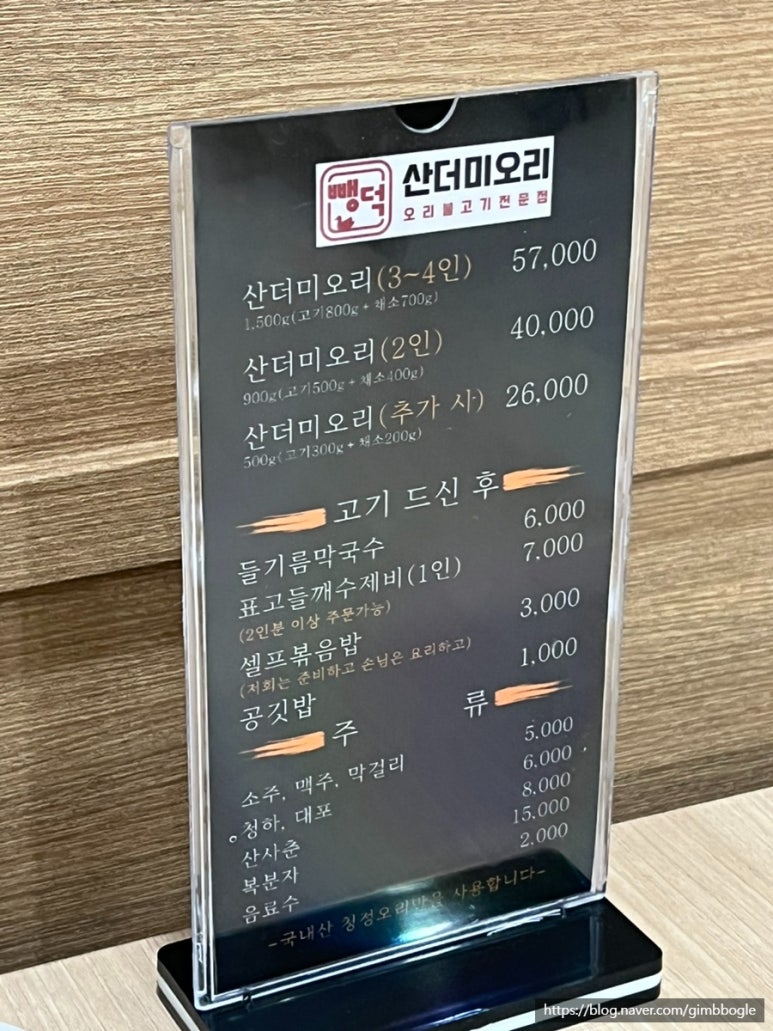 뺑덕
산더미오리
오리불고기전문점
산더미오리(3~4인) 57,000
1,500g(고기800g + 채소700g)
산더미오리(2인) 40,000
900g(고기500g + 채소400g)
산더미오리(추가 시) 26,000
500g(고기300g + 채소200g)
고기 드신 후
들기름막국수 6,000
표고들깨수제비(1인) 7,000
(2인분 이상 주문가능)
셀프볶음밥 3,000
(저희는 준비하고 손님은 요리하고)
공깃밥 1,000
주 류
소주, 맥주, 막걸리 5,000
청하, 대포 6,000
산사춘 8,000
복분자 15,000
음료수 2,000
-국내산 청정오리만을 사용합니다-
https://blog.naver.com/gimbbogle